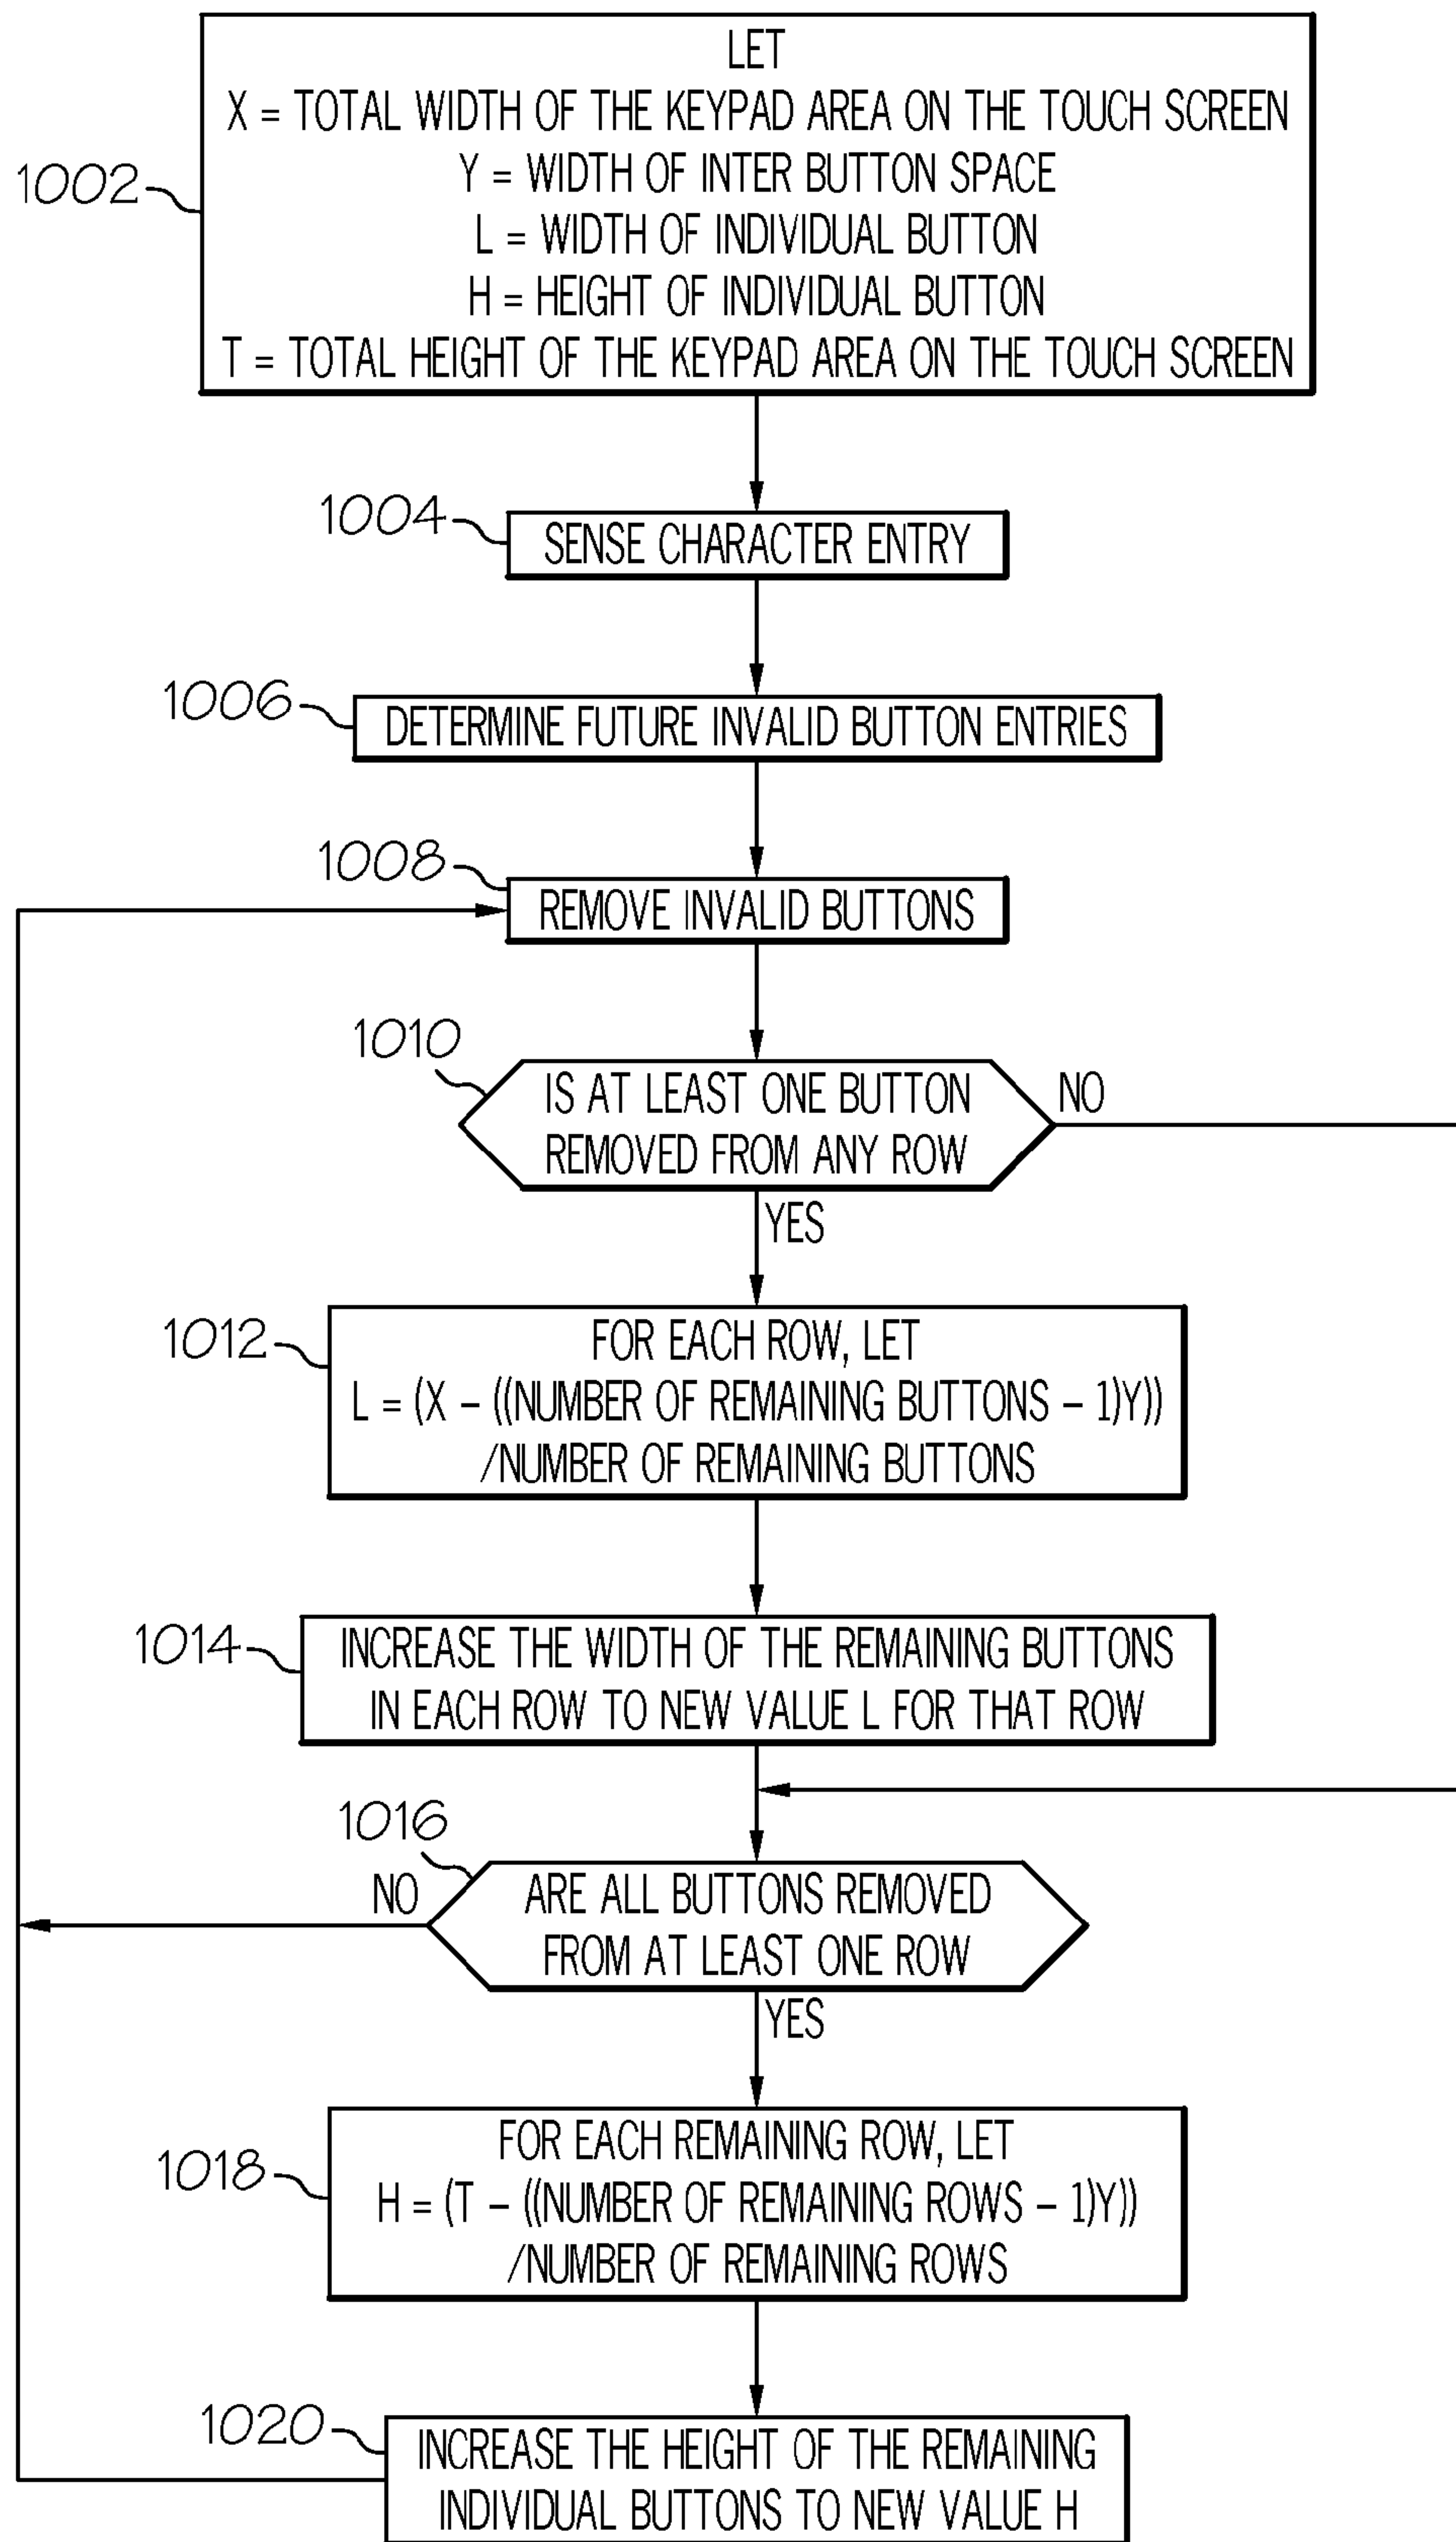 LET
X = TOTAL WIDTH OF THE KEYPAD AREA ON THE TOUCH SCREEN
Y = WIDTH OF INTER BUTTON SPACE
L = WIDTH OF INDIVIDUAL BUTTON
H = HEIGHT OF INDIVIDUAL BUTTON
T = TOTAL HEIGHT OF THE KEYPAD AREA ON THE TOUCH SCREEN
1002
1004
SENSE CHARACTER ENTRY
1006
DETERMINE FUTURE INVALID BUTTON ENTRIES
1008
REMOVE INVALID BUTTONS
1010
IS AT LEAST ONE BUTTON
REMOVED FROM ANY ROW
NO
YES
1012
FOR EACH ROW, LET
L = (X – ((NUMBER OF REMAINING BUTTONS – 1)Y))
/NUMBER OF REMAINING BUTTONS
1014
INCREASE THE WIDTH OF THE REMAINING BUTTONS
IN EACH ROW TO NEW VALUE L FOR THAT ROW
1016
NO
ARE ALL BUTTONS REMOVED
FROM AT LEAST ONE ROW
YES
1018
FOR EACH REMAINING ROW, LET
H = (T – ((NUMBER OF REMAINING ROWS – 1)Y))
/NUMBER OF REMAINING ROWS
1020
INCREASE THE HEIGHT OF THE REMAINING
INDIVIDUAL BUTTONS TO NEW VALUE H